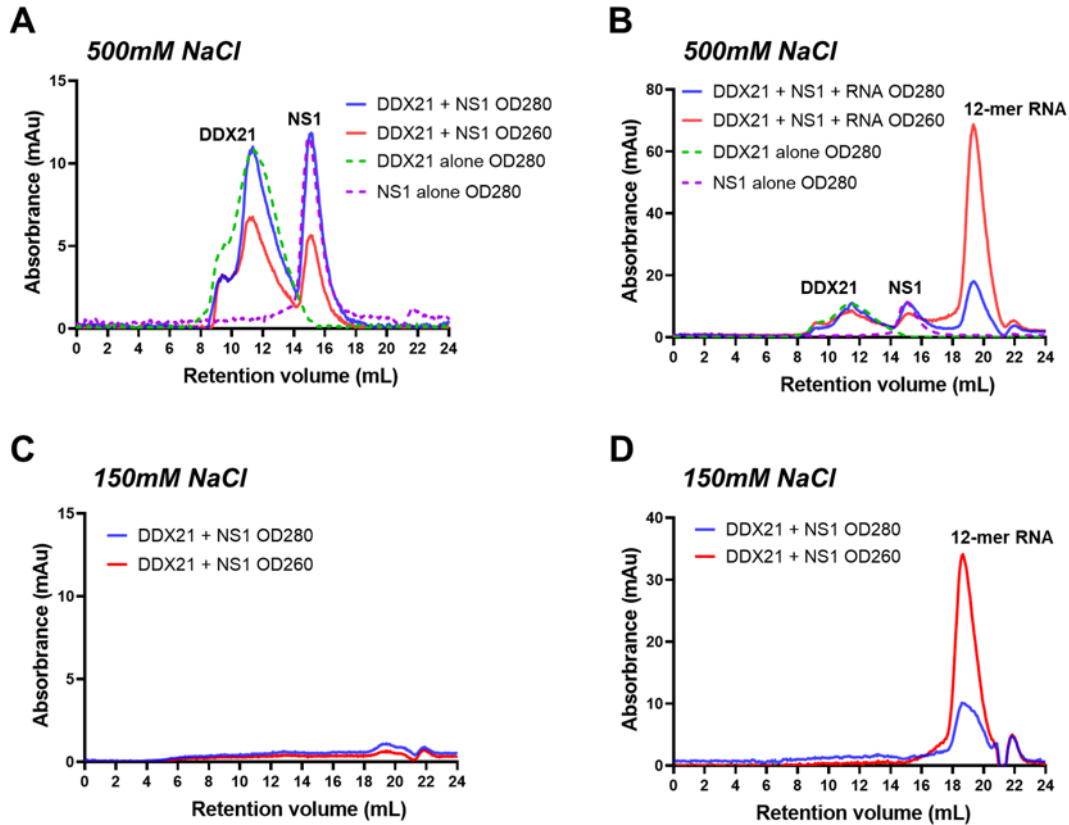 A
500mM NaCl
DDX21 + NS1 OD280
DDX21 + NS1 OD260
DDX21 alone OD280
NS1 alone OD280
DDX21
NS1
15
10
5
0
Absorbrance (mAu)
0 2 4 6 8 10 12 14 16 18 20 22 24
Retention volume (mL)
B
500mM NaCl
DDX21 + NS1 + RNA OD280
DDX21 + NS1 + RNA OD260
DDX21 alone OD280
NS1 alone OD280
12-mer RNA
DDX21
NS1
80
60
40
20
0
Absorbrance (mAu)
0 2 4 6 8 10 12 14 16 18 20 22 24
Retention volume (mL)
C
150mM NaCl
DDX21 + NS1 OD280
DDX21 + NS1 OD260
15
10
5
0
Absorbrance (mAu)
0 2 4 6 8 10 12 14 16 18 20 22 24
Retention volume (mL)
D
150mM NaCl
DDX21 + NS1 OD280
DDX21 + NS1 OD260
12-mer RNA
40
30
20
10
0
Absorbrance (mAu)
0 2 4 6 8 10 12 14 16 18 20 22 24
Retention volume (mL)